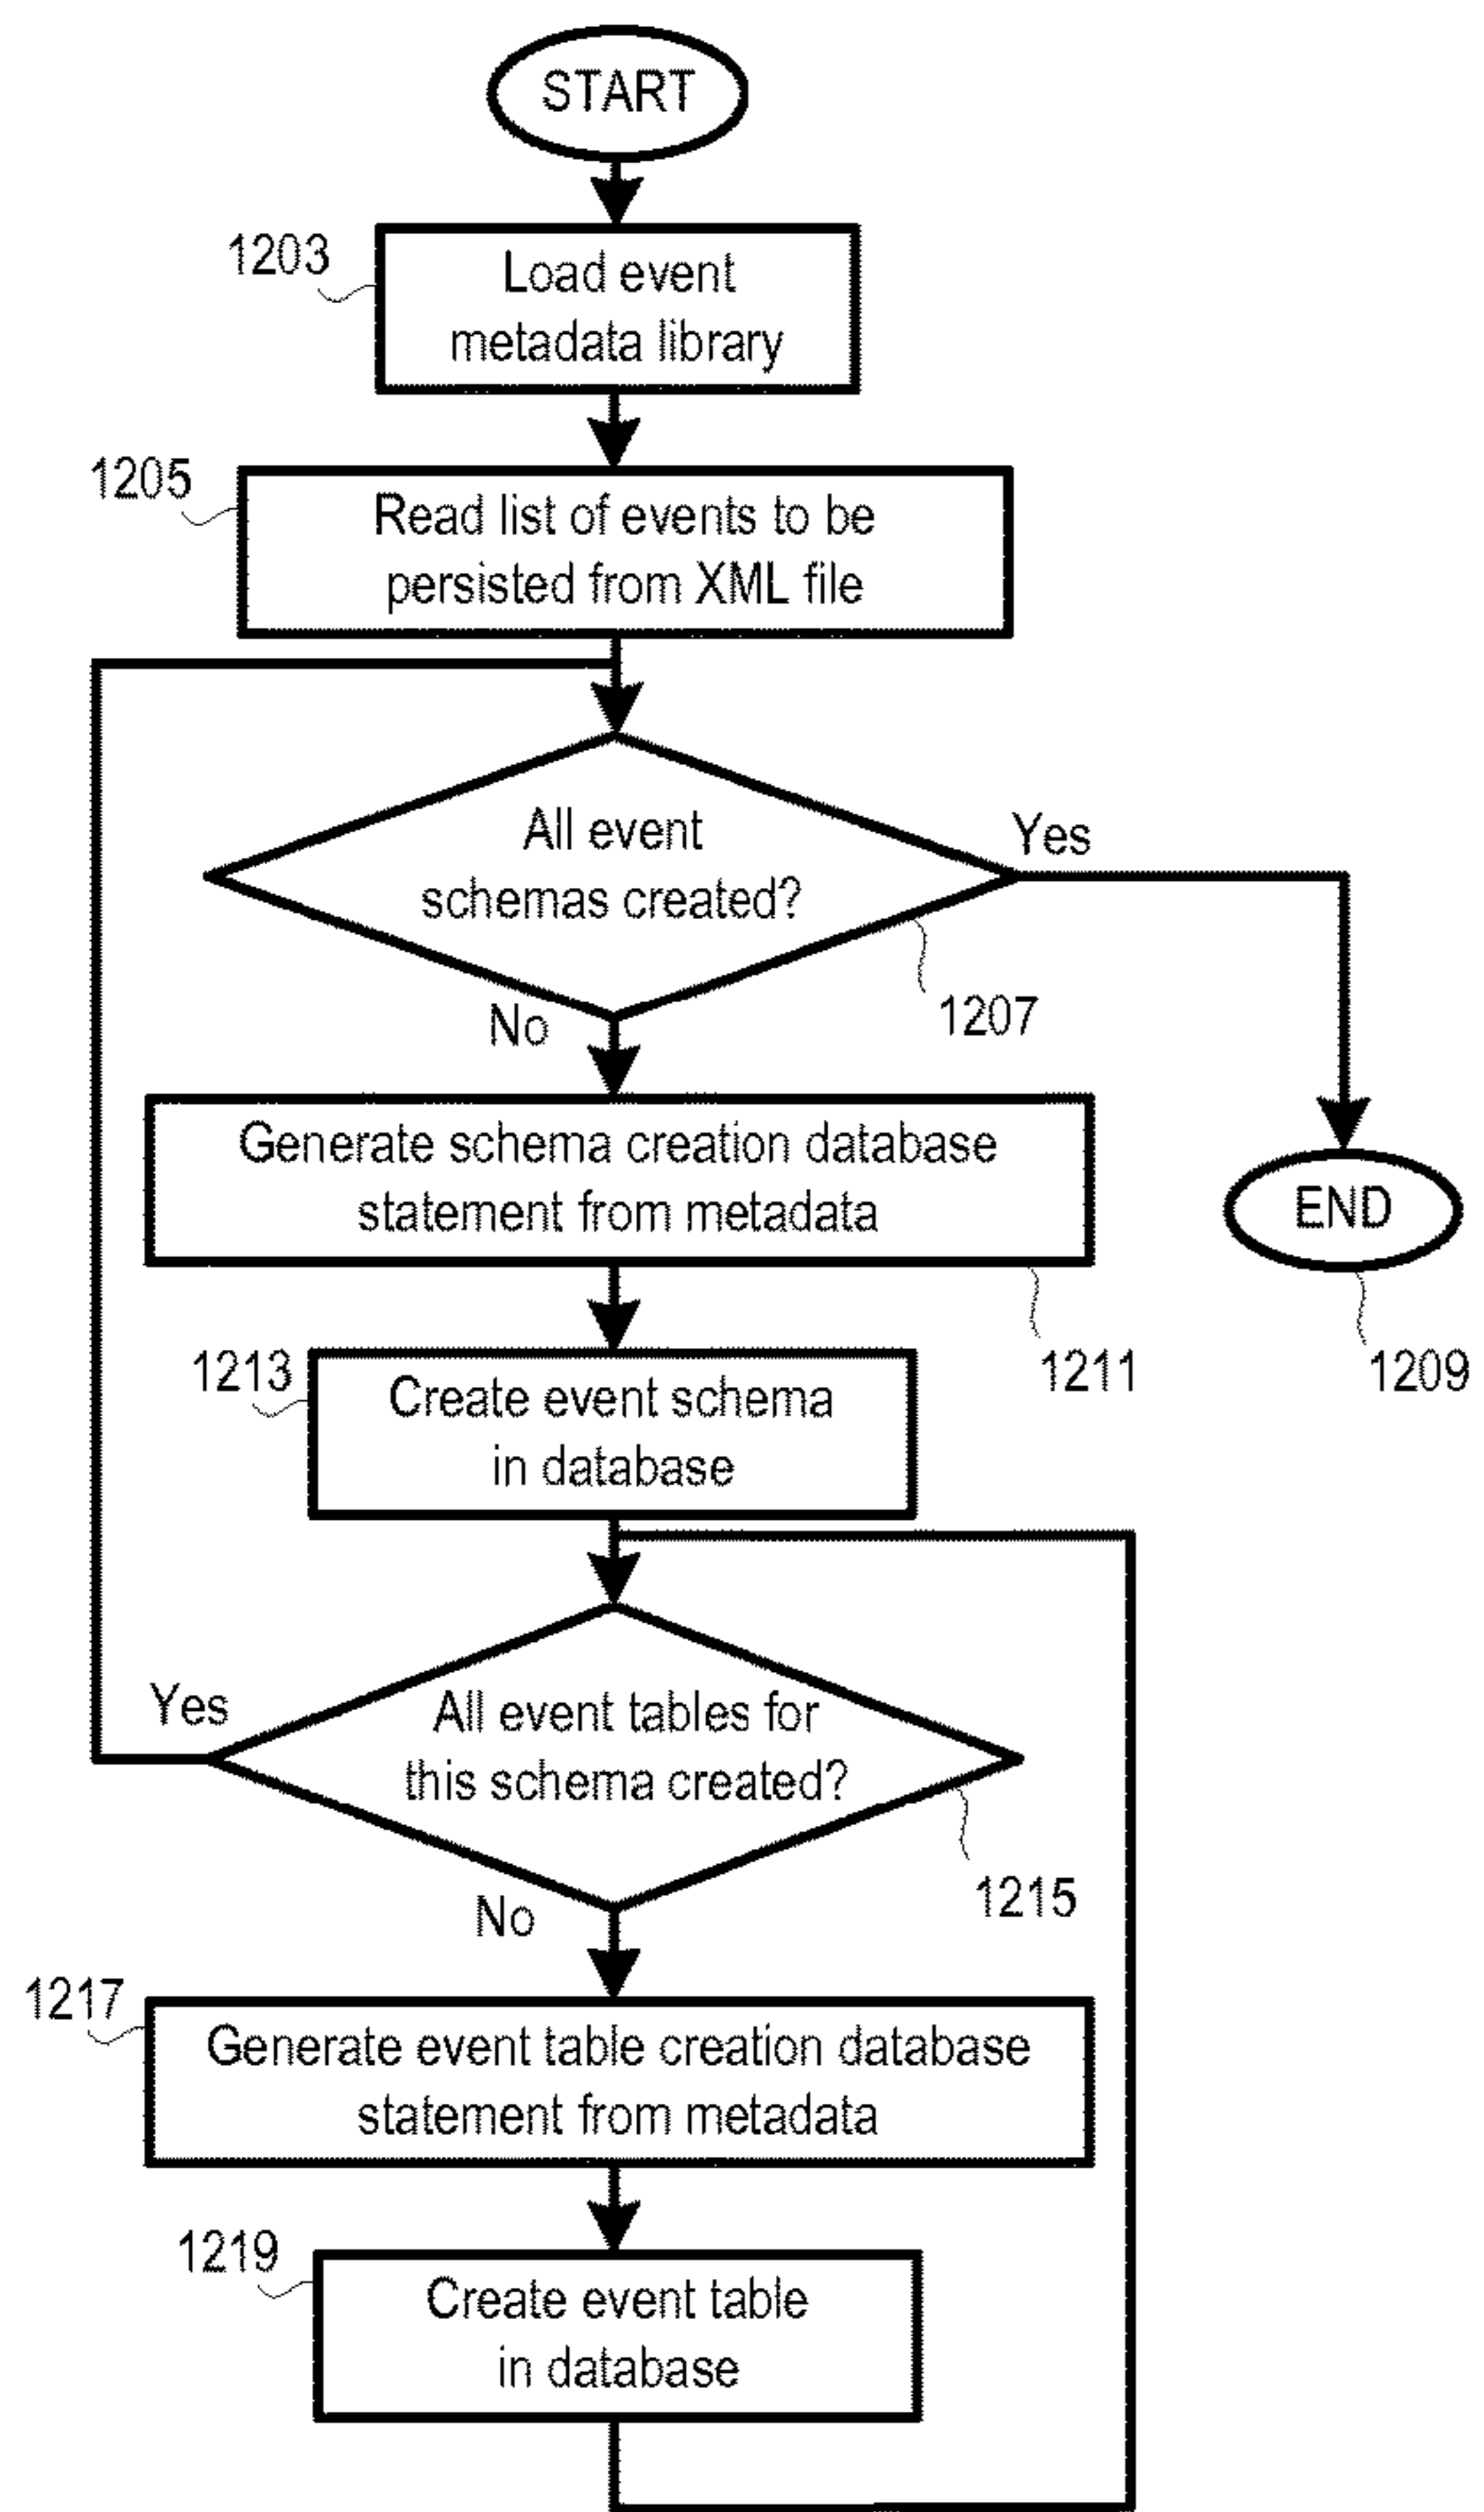 START
1203
Load event
metadata library
1205
Read list of events to be
persisted from XML file
All event
schemas created?
Yes
1207
No
Generate schema creation database
statement from metadata
1211
END
1209
1213
Create event schema
in database
Yes
All event tables for
this schema created?
1215
No
1217
Generate event table creation database
statement from metadata
1219
Create event table
in database